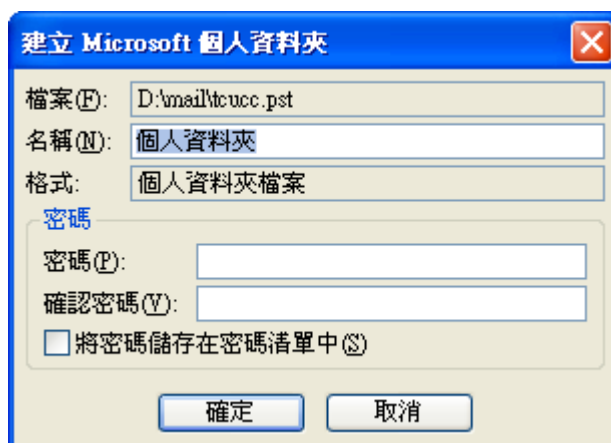 建立 Microsoft 個人資料夾
檔案(F): D:\mail\tcucc.pst
名稱(N): 個人資料夾
格式: 個人資料夾檔案
密碼
密碼(P):
確認密碼(V):
將密碼儲存在密碼清單中(S)
確定 取消